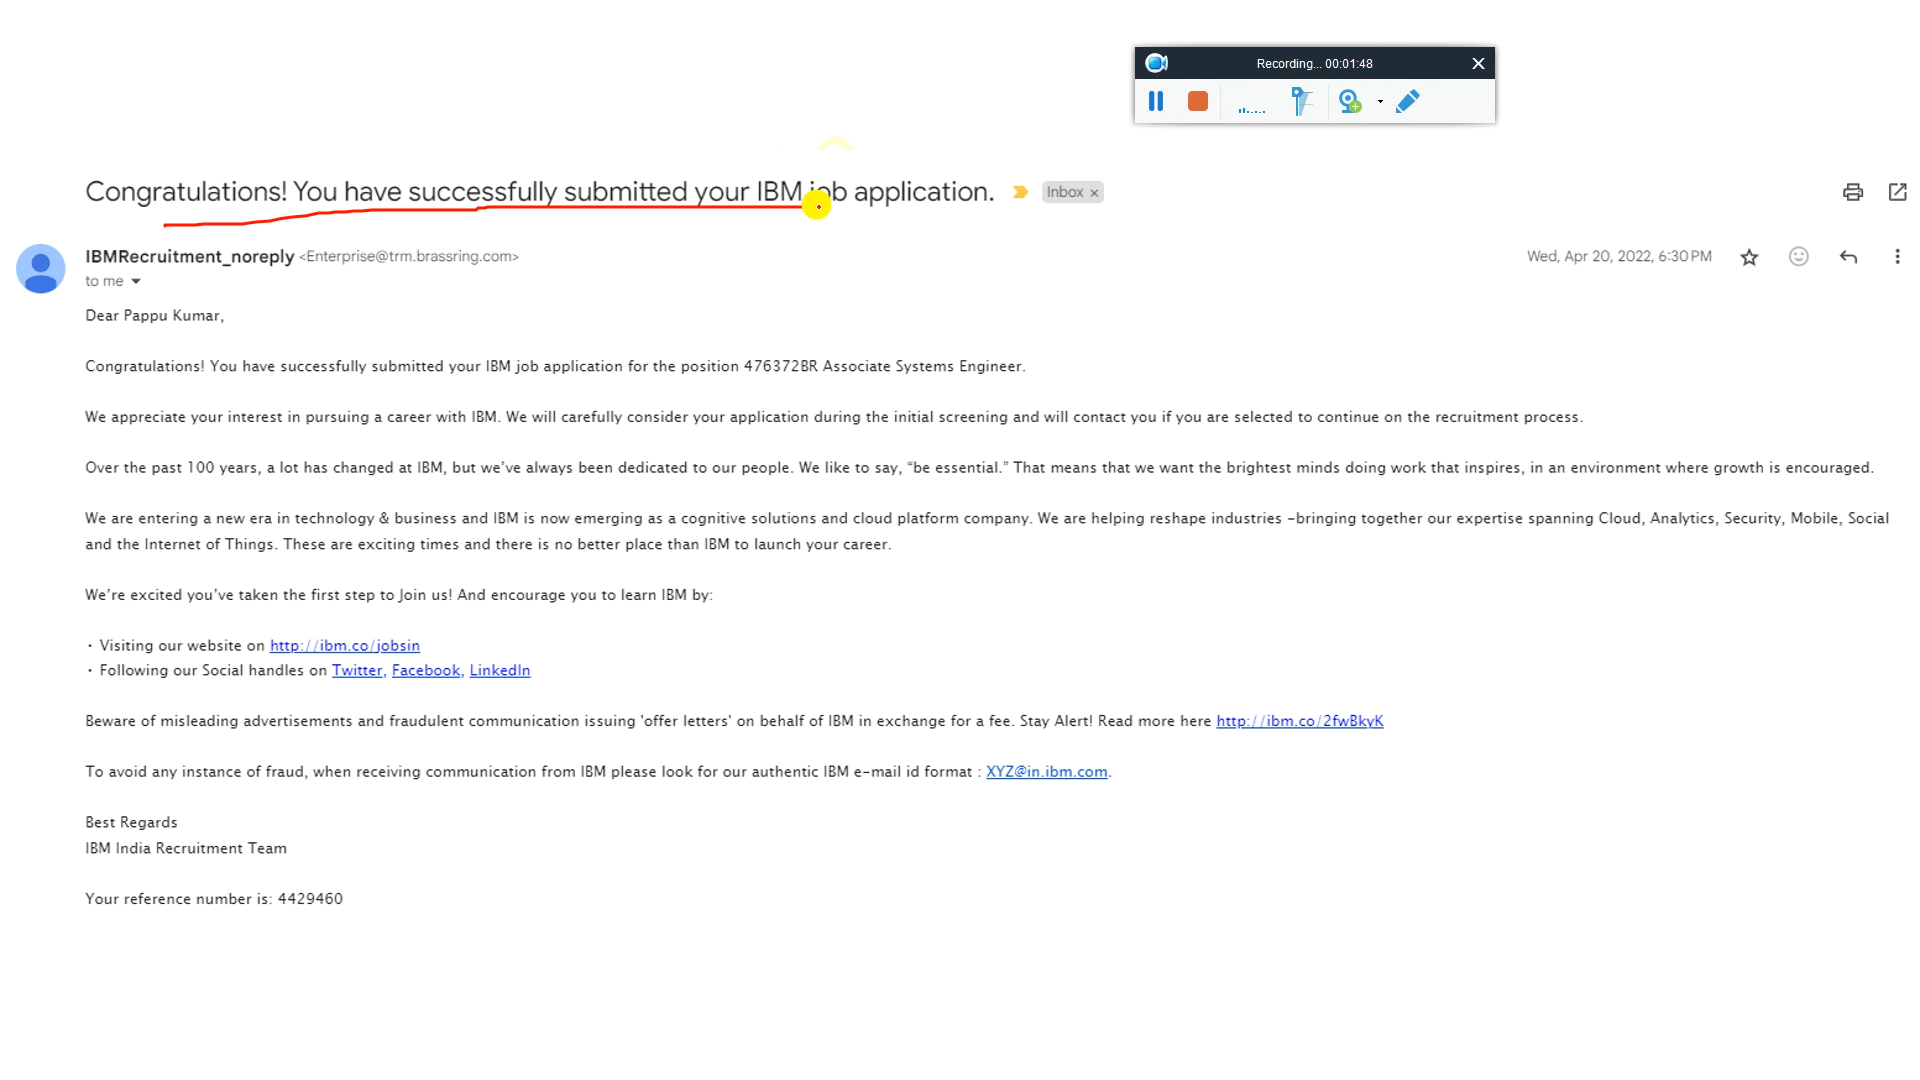 Recording... 00:01:48
Congratulations! You have successfully submitted your IBM job application. Inbox ×
IBMRecruitment_noreply <Enterprise@trm.brassring.com> Wed, Apr 20, 2022, 6:30 PM
to me
Dear Pappu Kumar,
Congratulations! You have successfully submitted your IBM job application for the position 476372BR Associate Systems Engineer.
We appreciate your interest in pursuing a career with IBM. We will carefully consider your application during the initial screening and will contact you if you are selected to continue on the recruitment process.
Over the past 100 years, a lot has changed at IBM, but we’ve always been dedicated to our people. We like to say, “be essential.” That means that we want the brightest minds doing work that inspires, in an environment where growth is encouraged.
We are entering a new era in technology & business and IBM is now emerging as a cognitive solutions and cloud platform company. We are helping reshape industries -bringing together our expertise spanning Cloud, Analytics, Security, Mobile, Social
and the Internet of Things. These are exciting times and there is no better place than IBM to launch your career.
We’re excited you’ve taken the first step to Join us! And encourage you to learn IBM by:
• Visiting our website on http://ibm.co/jobsin
• Following our Social handles on Twitter, Facebook, LinkedIn
Beware of misleading advertisements and fraudulent communication issuing 'offer letters' on behalf of IBM in exchange for a fee. Stay Alert! Read more here http://ibm.co/2fwBkyK
To avoid any instance of fraud, when receiving communication from IBM please look for our authentic IBM e-mail id format : XYZ@in.ibm.com.
Best Regards
IBM India Recruitment Team
Your reference number is: 4429460